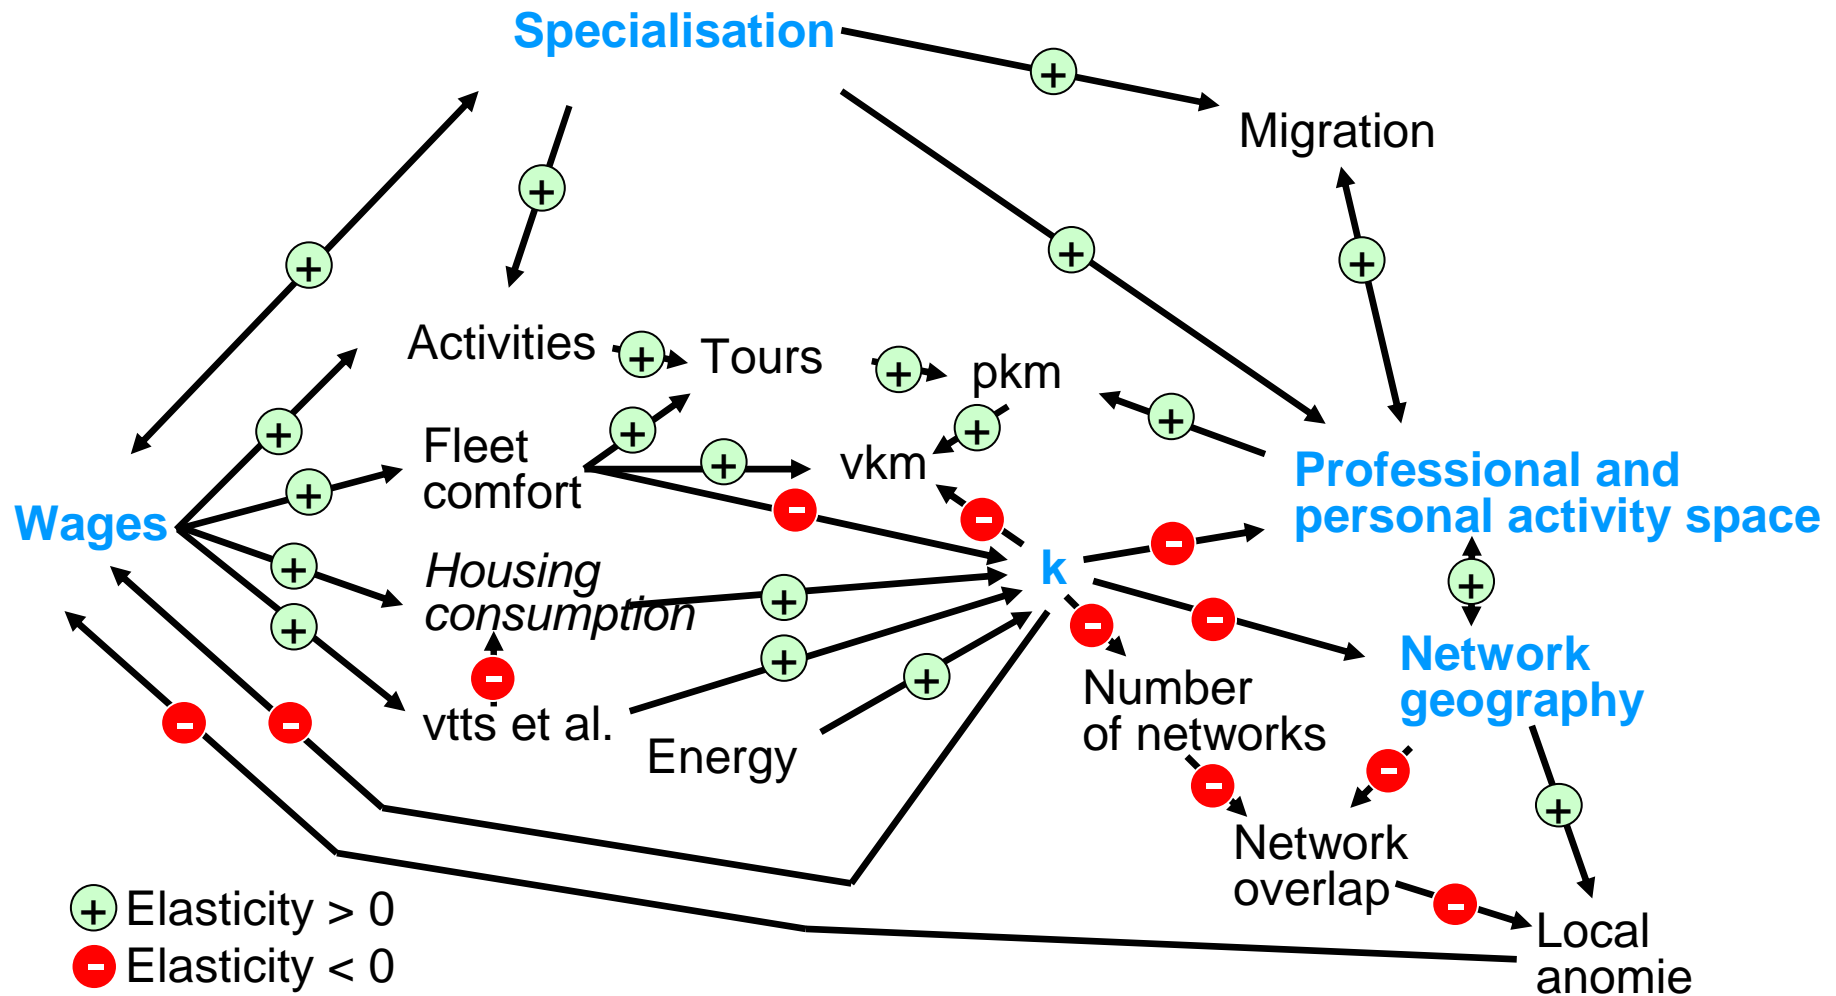 Specialisation
+
Migration
+
+
+
+
Activities
+
Tours
+
pkm
+
+
+
+
Fleet
comfort
+
vkm
Professional and
personal activity space
+
-
-
Wages
-
k
+
+
Housing
consumption
+
+
-
-
+
-
+
Network
geography
vtts et al.
Energy
Number
of networks
-
-
-
-
+
Network
overlap
-
+ Elasticity > 0
- Elasticity < 0
Local
anomie